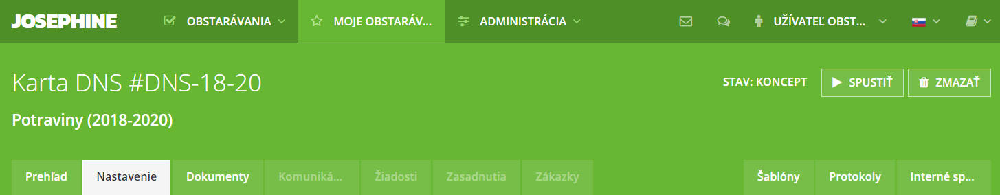 JOSEPHINE OBSTARÁVANIA MOJE OBSTARÁV... ADMINISTRÁCIA UŽÍVATEĽ OBST...
Karta DNS #DNS-18-20 STAV: KONCEPT SPUSTIŤ ZMAZAŤ
Potraviny (2018-2020)
Prehľad Nastavenie Dokumenty Komuniká... Žiadosti Zasadnutia Zákazky Šablóny Protokoly Interné sp...